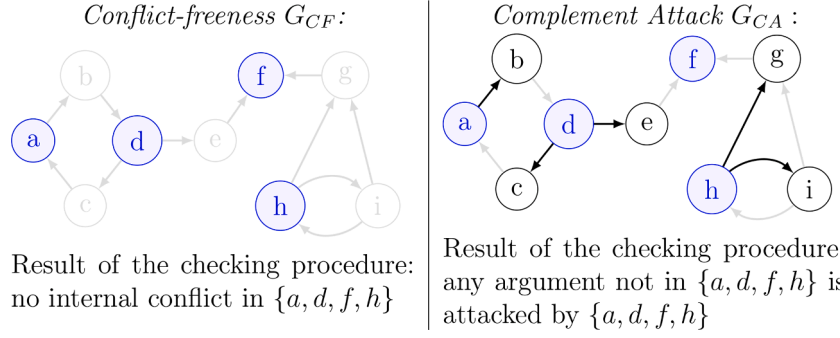 Conflict-freeness G_CF:
b
f
g
a
d
e
c
h
i
Result of the checking procedure:
no internal conflict in {a, d, f, h}
Complement Attack G_CA :
b
f
g
a
d
e
c
h
i
Result of the checking procedure
any argument not in {a, d, f, h} is
attacked by {a, d, f, h}